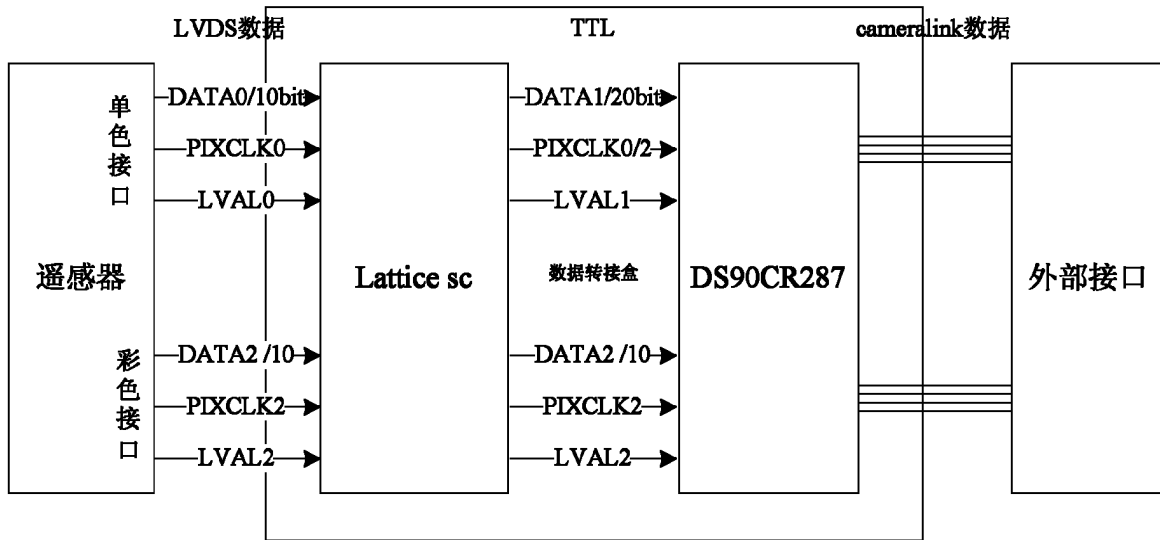 LVDS数据
TTL
cameralink数据
单色接口
DATA0/10bit
PIXCLK0
LVAL0
DATA1/20bit
PIXCLK0/2
LVAL1
遥感器
Lattice sc
数据转接盒
DS90CR287
外部接口
彩色接口
DATA2 /10
PIXCLK2
LVAL2
DATA2 /10
PIXCLK2
LVAL2